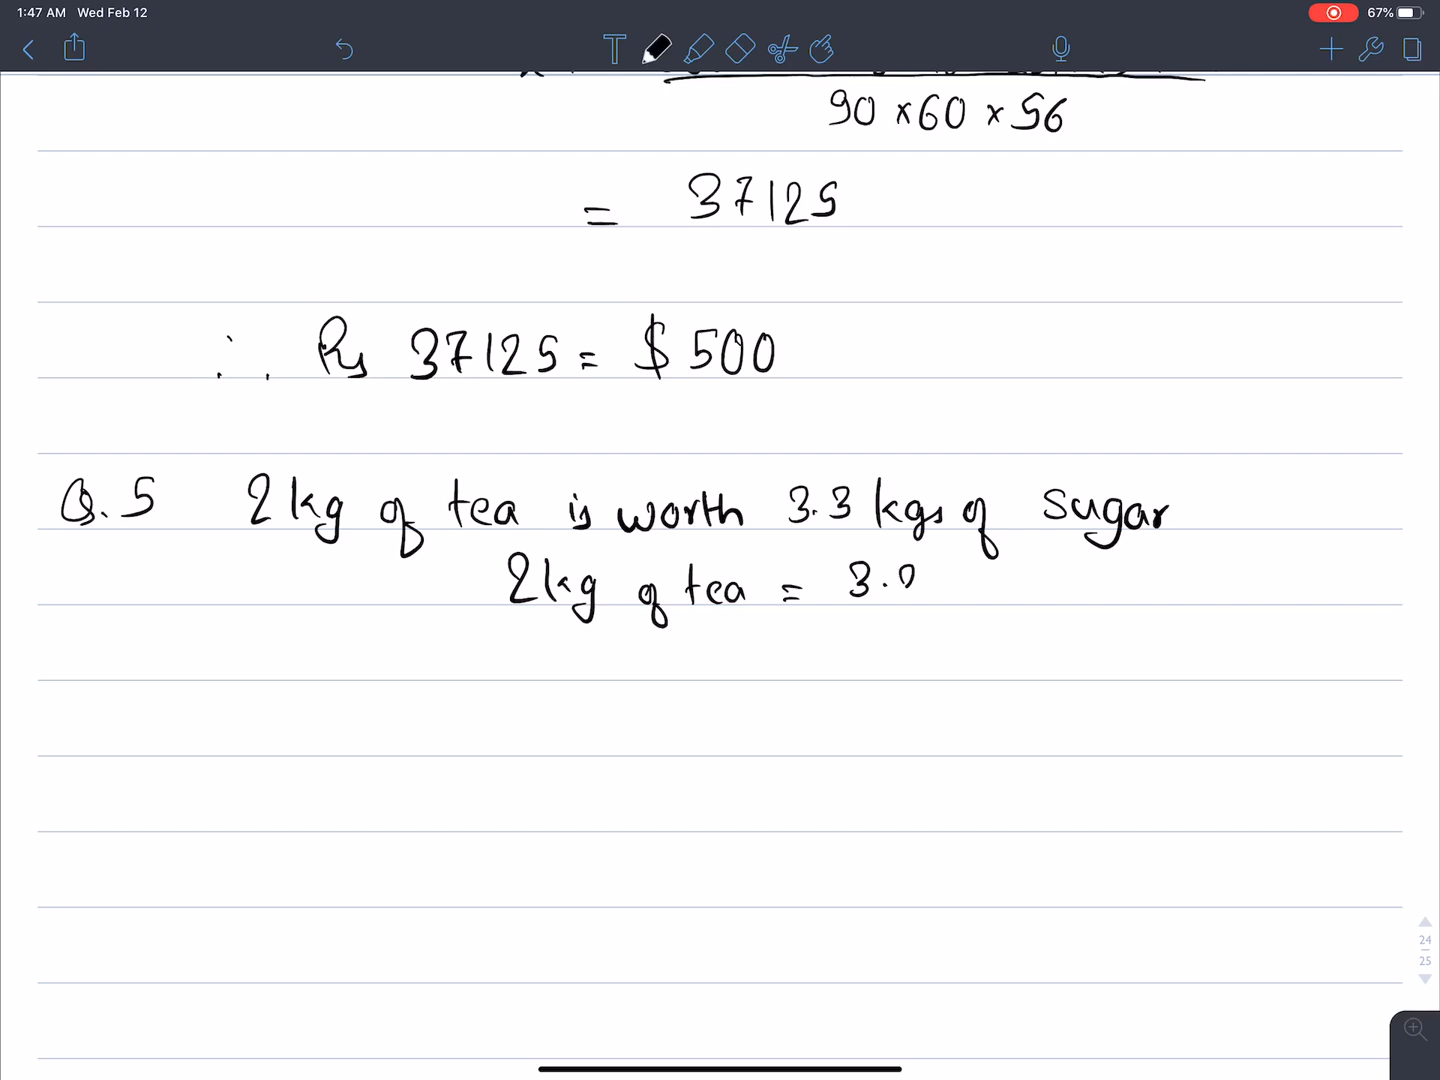 1:47 AM Wed Feb 12
67%
90 × 60 × 56
= 37125
∴ Rs 37125 = $ 500
Q. 5 2 kg of tea is worth 3.3 kgs of sugar
2 kg of tea = 3.
24
25